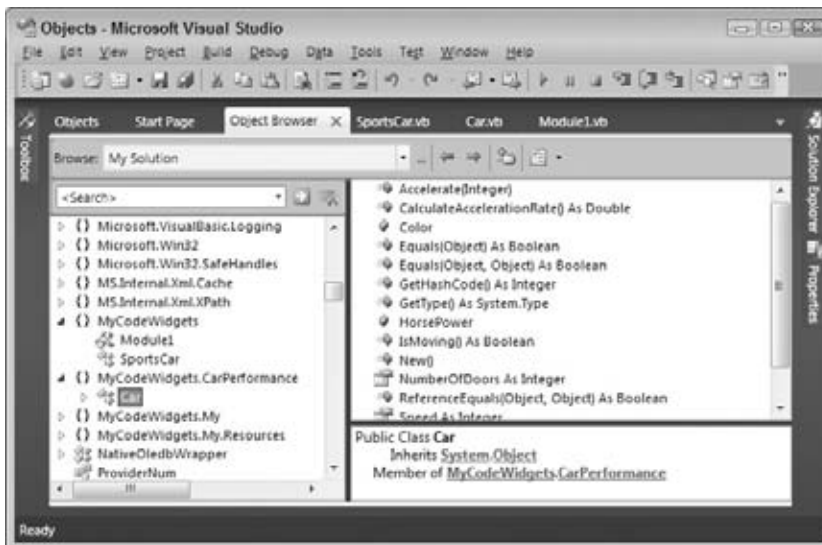 Objects - Microsoft Visual Studio
File Edit View Project Build Debug Data Tools Test Window Help
Toolbox
Objects Start Page Object Browser SportsCar.vb Car.vb Module1.vb
Browse: My Solution
<Search>
{} Microsoft.VisualBasic.Logging
{} Microsoft.Win32
{} Microsoft.Win32.SafeHandles
{} MS.Internal.Xml.Cache
{} MS.Internal.Xml.XPath
{} MyCodeWidgets
Module1
SportsCar
{} MyCodeWidgets.CarPerformance
Car
{} MyCodeWidgets.My
{} MyCodeWidgets.My.Resources
NativeOledbWrapper
ProviderNum
Accelerate(Integer)
CalculateAccelerationRate() As Double
Color
Equals(Object) As Boolean
Equals(Object, Object) As Boolean
GetHashCode() As Integer
GetType() As System.Type
HorsePower
IsMoving() As Boolean
New()
NumberOfDoors As Integer
ReferenceEquals(Object, Object) As Boolean
Speed As Integer
Public Class Car
Inherits System.Object
Member of MyCodeWidgets.CarPerformance
Solution Explorer
Properties
Ready